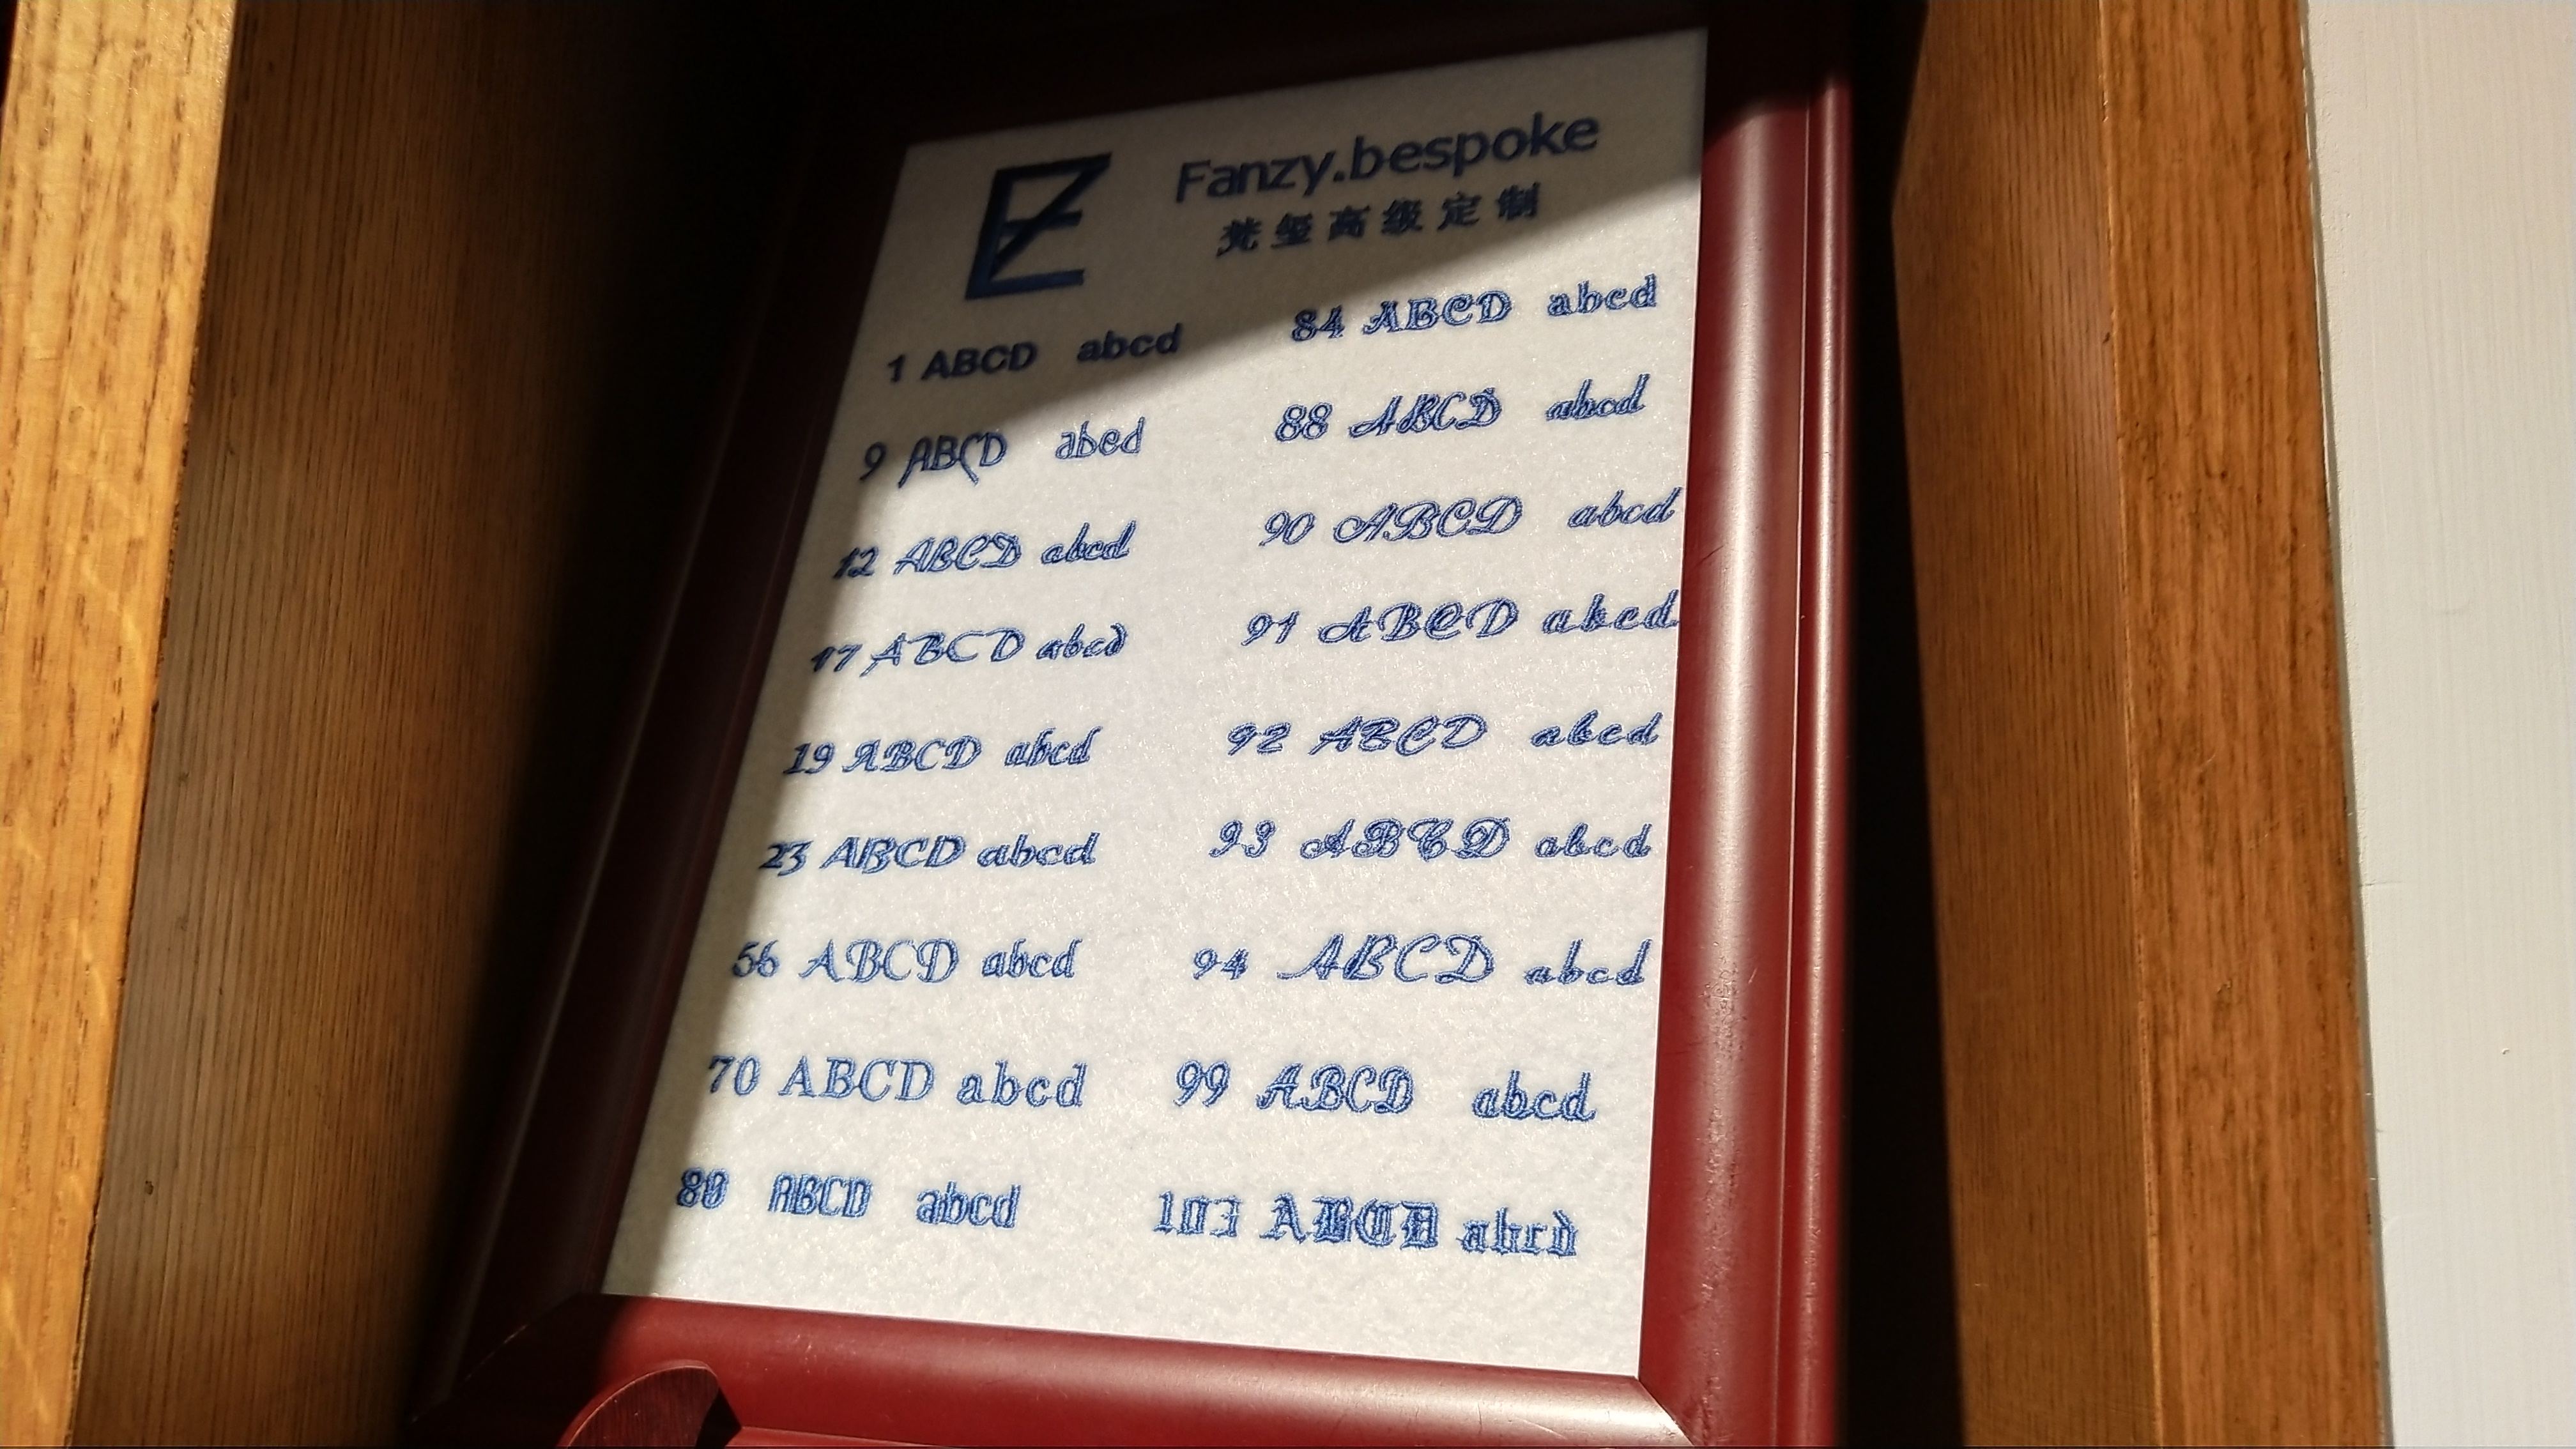 Fanzy.bespoke
梵玺高级定制
1 ABCD abcd
9 ABCD abcd
12 ABCD abcd
17 ABCD abcd
19 ABCD abcd
23 ABCD abcd
56 ABCD abcd
70 ABCD abcd
80 ABCD abcd
84 ABCD abcd
88 ABCD abcd
90 ABCD abcd
91 ABCD abcd
92 ABCD abcd
93 ABCD abcd
94 ABCD abcd
99 ABCD abcd
103 ABCD abcd